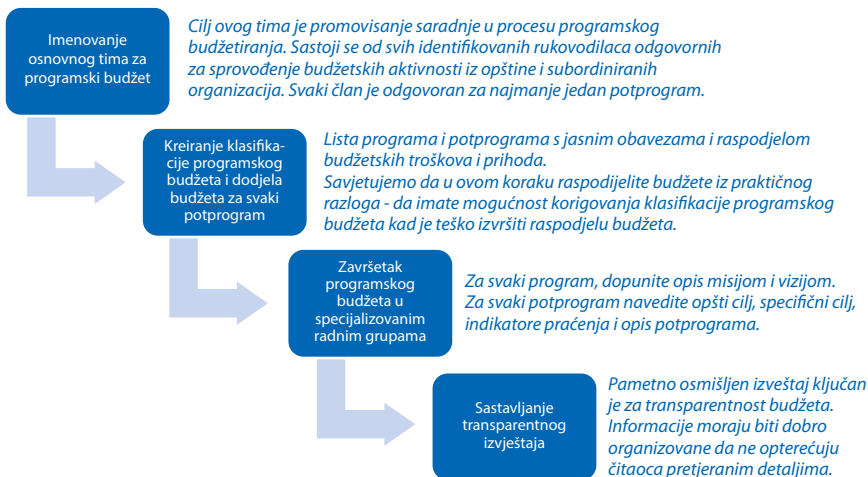 Imenovanje
osnovnog tima za
programski budžet
Cilj ovog tima je promovisanje saradnje u procesu programskog
budžetiranja. Sastoji se od svih identifikovanih rukovodilaca odgovornih
za sprovođenje budžetskih aktivnosti iz opštine i subordiniranih
organizacija. Svaki član je odgovoran za najmanje jedan potprogram.
Kreiranje klasifika-
cije programskog
budžeta i dodjela
budžeta za svaki
potprogram
Lista programa i potprograma s jasnim obavezama i raspodjelom
budžetskih troškova i prihoda.
Savjetujemo da u ovom koraku raspodijelite budžete iz praktičnog
razloga - da imate mogućnost korigovanja klasifikacije programskog
budžeta kad je teško izvršiti raspodjelu budžeta.
Završetak
programskog
budžeta u
specijalizovanim
radnim grupama
Za svaki program, dopunite opis misijom i vizijom.
Za svaki potprogram navedite opšti cilj, specifični cilj,
indikatore praćenja i opis potprograma.
Sastavljanje
transparentnog
izvještaja
Pametno osmišljen izveštaj ključan
je za transparentnost budžeta.
Informacije moraju biti dobro
organizovane da ne opterećuju
čitaoca pretjeranim detaljima.